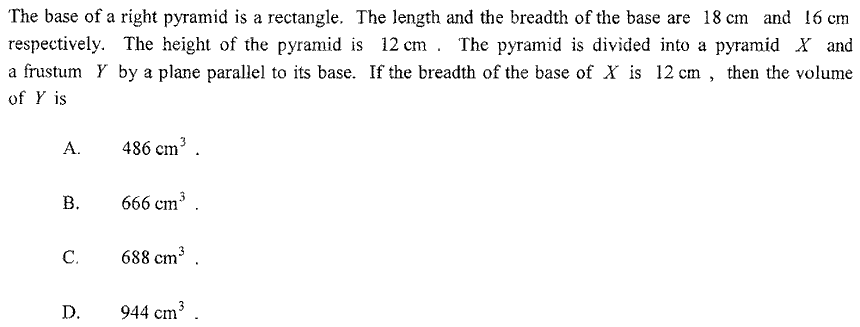 The base of a right pyramid is a rectangle. The length and the breadth of the base are 18 cm and 16 cm
respectively. The height of the pyramid is 12 cm . The pyramid is divided into a pyramid X and
a frustum Y by a plane parallel to its base. If the breadth of the base of X is 12 cm , then the volume
of Y is
A. 486 cm³ .
B. 666 cm³ .
C. 688 cm³ .
D. 944 cm³ .